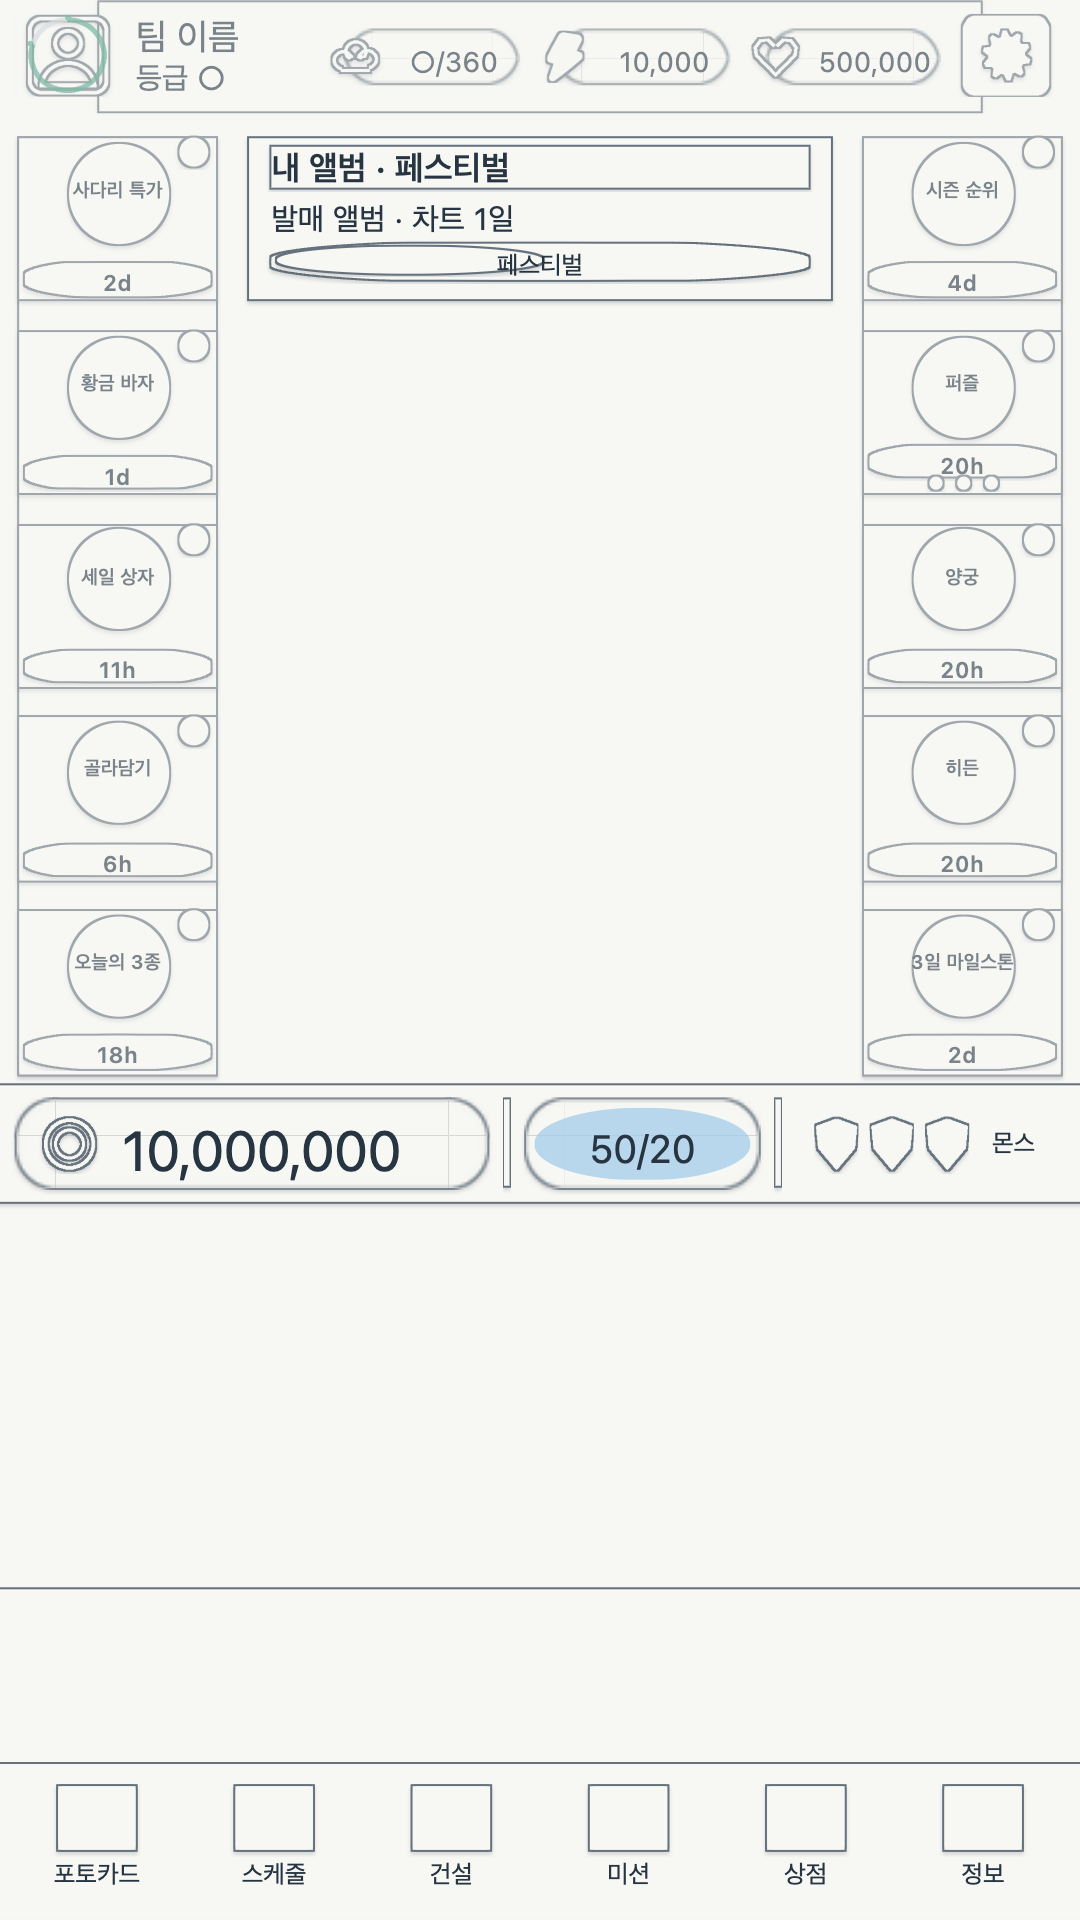 팀 이름
등급 O
O/360
10,000
500,000
내 앨범 · 페스티벌
발매 앨범 · 차트 1일
페스티벌
사다리 특가
2d
황금 바자
1d
세일 상자
11h
골라담기
6h
오늘의 3종
18h
시즌 순위
4d
퍼즐
20h
양궁
20h
히든
20h
3일 마일스톤
2d
10,000,000
50/20
몬스
포토카드
스케줄
건설
미션
상점
정보